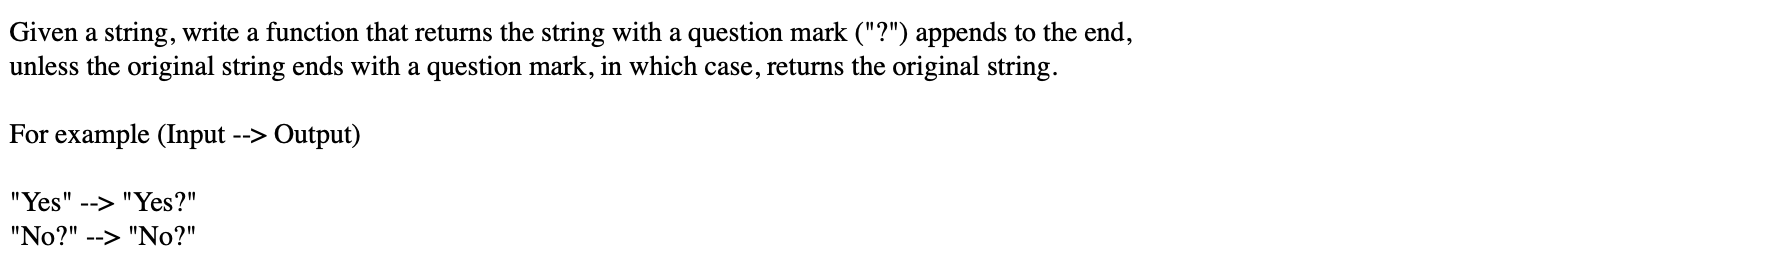 Given a string, write a function that returns the string with a question mark ("?") appends to the end,
unless the original string ends with a question mark, in which case, returns the original string.
For example (Input --> Output)
"Yes" --> "Yes?"
"No?" --> "No?"